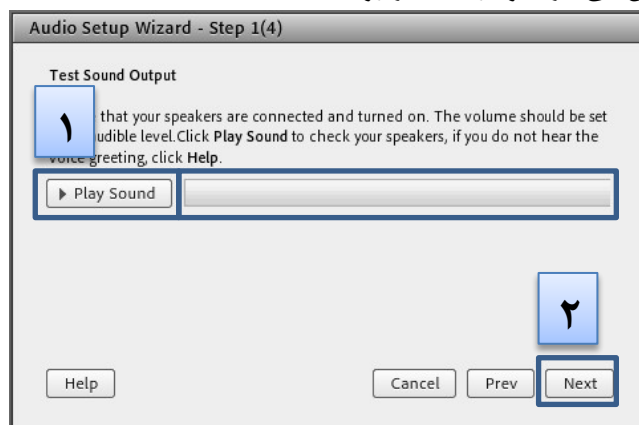 Audio Setup Wizard - Step 1(4)
Test Sound Output
۱
that your speakers are connected and turned on. The volume should be set
udible level.Click Play Sound to check your speakers, if you do not hear the
voice greeting, click Help.
Play Sound
۲
Help Cancel Prev Next